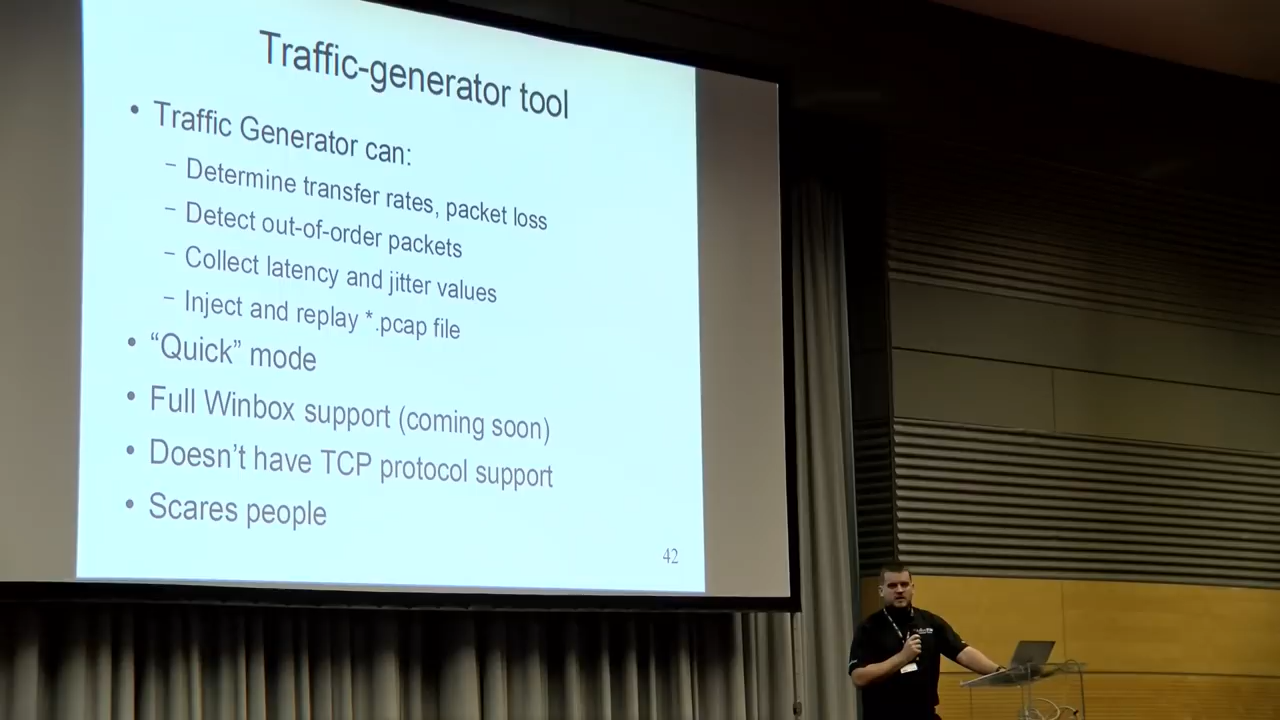 Traffic-generator tool
• Traffic Generator can:
– Determine transfer rates, packet loss
– Detect out-of-order packets
– Collect latency and jitter values
– Inject and replay *.pcap file
• “Quick” mode
• Full Winbox support (coming soon)
• Doesn’t have TCP protocol support
• Scares people
42